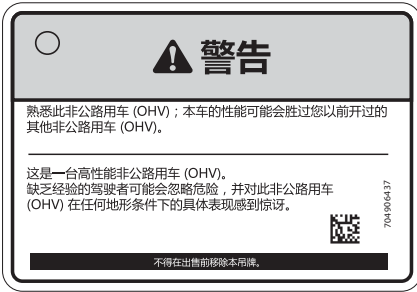 警告
熟悉此非公路用车 (OHV)；本车的性能可能会胜过您以前开过的
其他非公路用车 (OHV)。
这是一台高性能非公路用车 (OHV)。
缺乏经验的驾驶者可能会忽略危险，并对此非公路用车
(OHV) 在任何地形条件下的具体表现感到惊讶。
704906437
不得在出售前移除本吊牌。